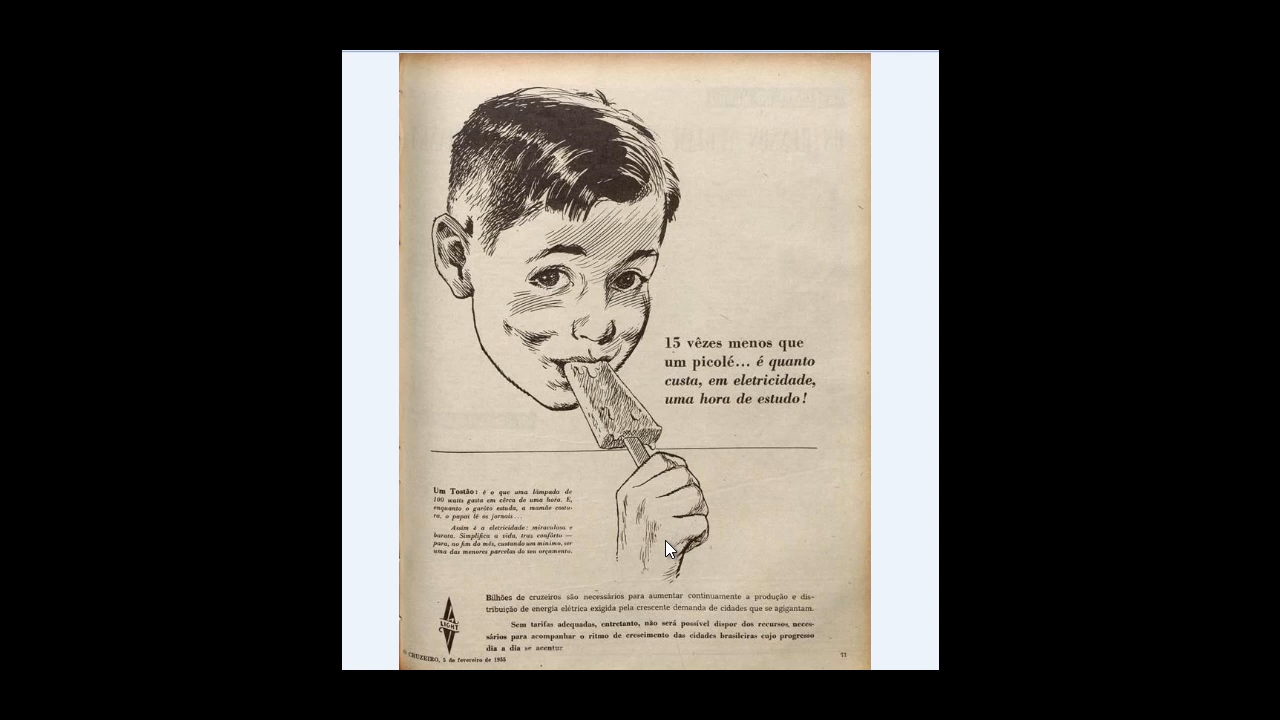 15 vêzes menos que
um picolé... é quanto
custa, em eletricidade,
uma hora de estudo!
Um Tostão: é o que uma lâmpada de
100 watts gasta em cêrca de uma hora. E,
enquanto o garôto estuda, a mamãe costu-
ra, o papai lê os jornais...
Assim é a eletricidade: miraculosa e
barata. Simplifica a vida, traz confôrto —
para, no fim do mês, custando um mínimo, ser
uma das menores parcelas do seu orçamento.
Bilhões de cruzeiros são necessários para aumentar continuamente a produção e dis-
tribuição de energia elétrica exigida pela crescente demanda de cidades que se agigantam.
Sem tarifas adequadas, entretanto, não será possível dispor dos recursos neces-
sários para acompanhar o ritmo de crescimento das cidades brasileiras cujo progresso
dia a dia se acentu
LIGHT
O CRUZEIRO, 5 de fevereiro de 1955
77